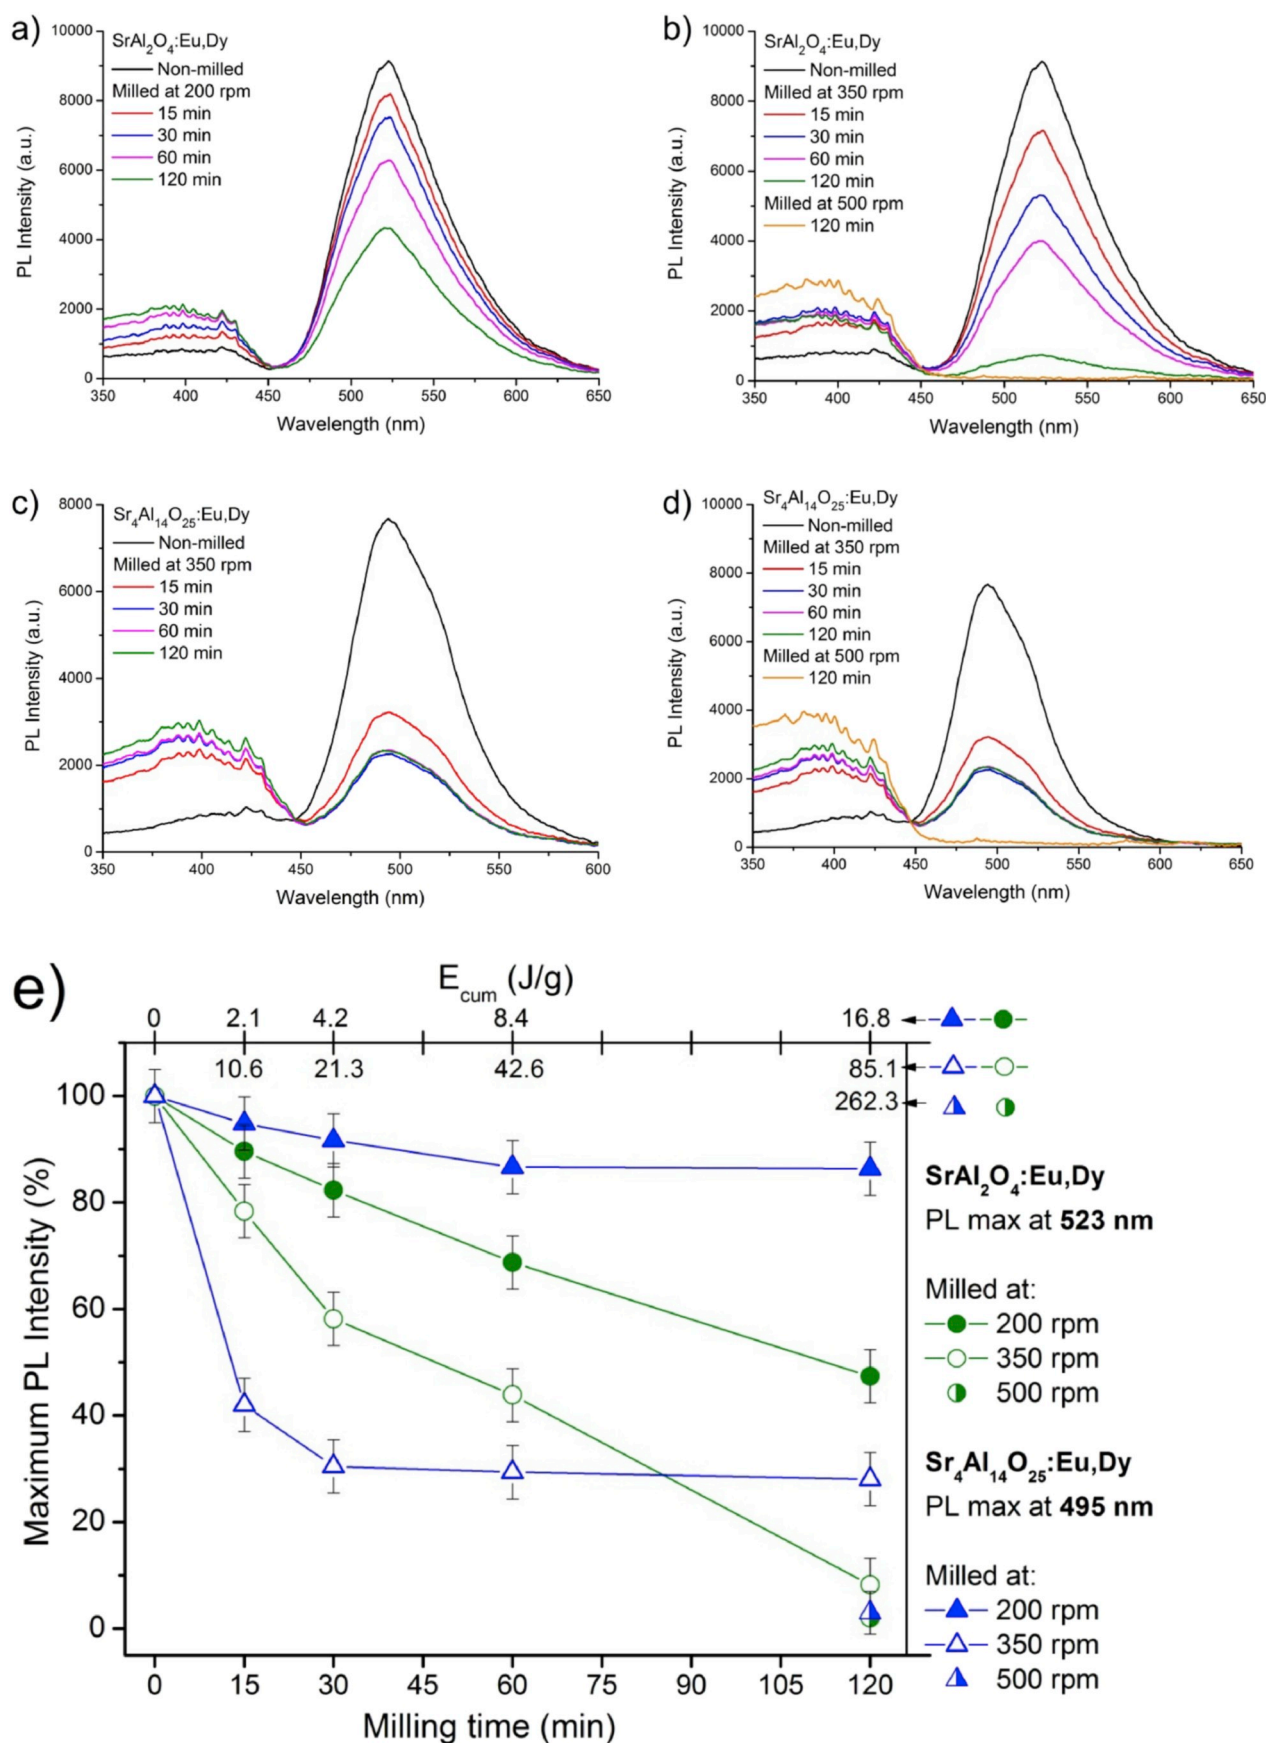 a)
SrAl2O4:Eu,Dy
Non-milled
Milled at 200 rpm
15 min
30 min
60 min
120 min
PL Intensity (a.u.)
10000
8000
6000
4000
2000
0
350 400 450 500 550 600 650
Wavelength (nm)
b)
SrAl2O4:Eu,Dy
Non-milled
Milled at 350 rpm
15 min
30 min
60 min
120 min
Milled at 500 rpm
120 min
PL Intensity (a.u.)
10000
8000
6000
4000
2000
0
350 400 450 500 550 600 650
Wavelength (nm)
c)
Sr4Al14O25:Eu,Dy
Non-milled
Milled at 350 rpm
15 min
30 min
60 min
120 min
PL Intensity (a.u.)
8000
6000
4000
2000
0
350 400 450 500 550 600
Wavelength (nm)
d)
Sr4Al14O25:Eu,Dy
Non-milled
Milled at 350 rpm
15 min
30 min
60 min
120 min
Milled at 500 rpm
120 min
PL Intensity (a.u.)
10000
8000
6000
4000
2000
0
350 400 450 500 550 600 650
Wavelength (nm)
e)
Ecum (J/g)
0 2.1 4.2 8.4 16.8
10.6 21.3 42.6 85.1
262.3
Maximum PL Intensity (%)
100
80
60
40
20
0
0 15 30 45 60 75 90 105 120
Milling time (min)
SrAl2O4:Eu,Dy
PL max at 523 nm
Milled at:
200 rpm
350 rpm
500 rpm
Sr4Al14O25:Eu,Dy
PL max at 495 nm
Milled at:
200 rpm
350 rpm
500 rpm